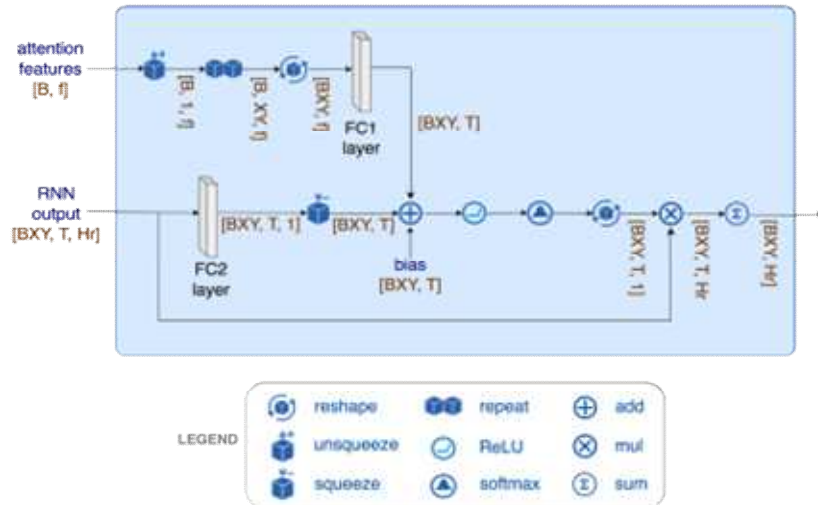 attention
features
[B, f]
[B, 1, f]
[B, XY, f]
[BXY, f]
FC1
layer
[BXY, T]
RNN
output
[BXY, T, Hr]
FC2
layer
[BXY, T, 1]
[BXY, T]
bias
[BXY, T]
[BXY, T, 1]
[BXY, T, Hr
[BXY, Hr]
LEGEND
reshape
repeat
add
unsqueeze
ReLU
mul
squeeze
softmax
sum